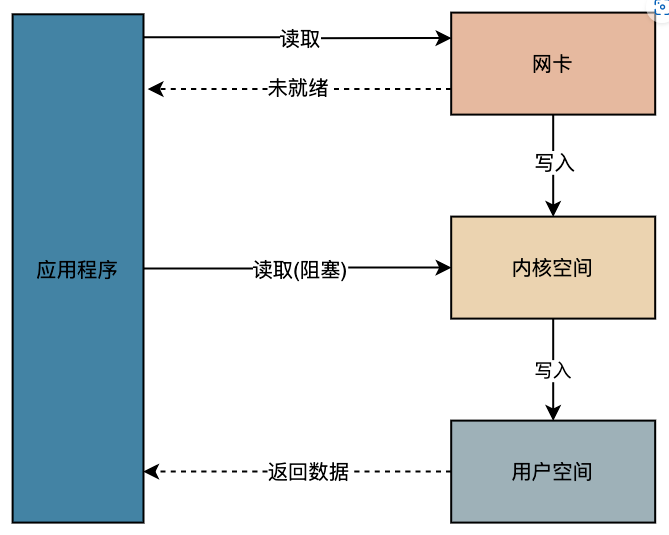 读取
网卡
未就绪
写入
应用程序
读取(阻塞)
内核空间
写入
返回数据
用户空间